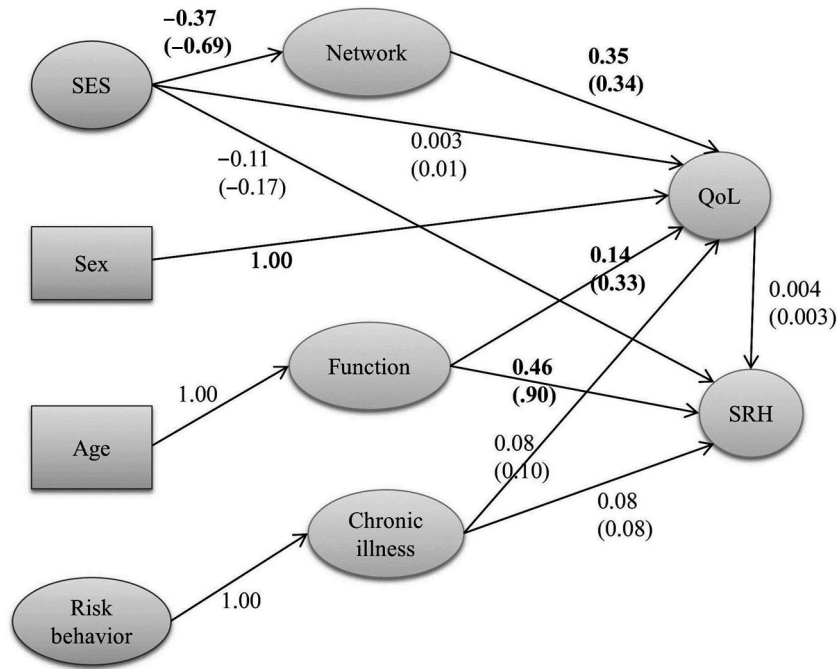 −0.37
(−0.69)
Network
SES
0.35
(0.34)
0.003
(0.01)
−0.11
(−0.17)
QoL
Sex
1.00
0.14
(0.33)
0.004
(0.003)
Function
1.00
0.46
(.90)
SRH
Age
0.08
(0.10)
0.08
(0.08)
Chronic
illness
1.00
Risk
behavior